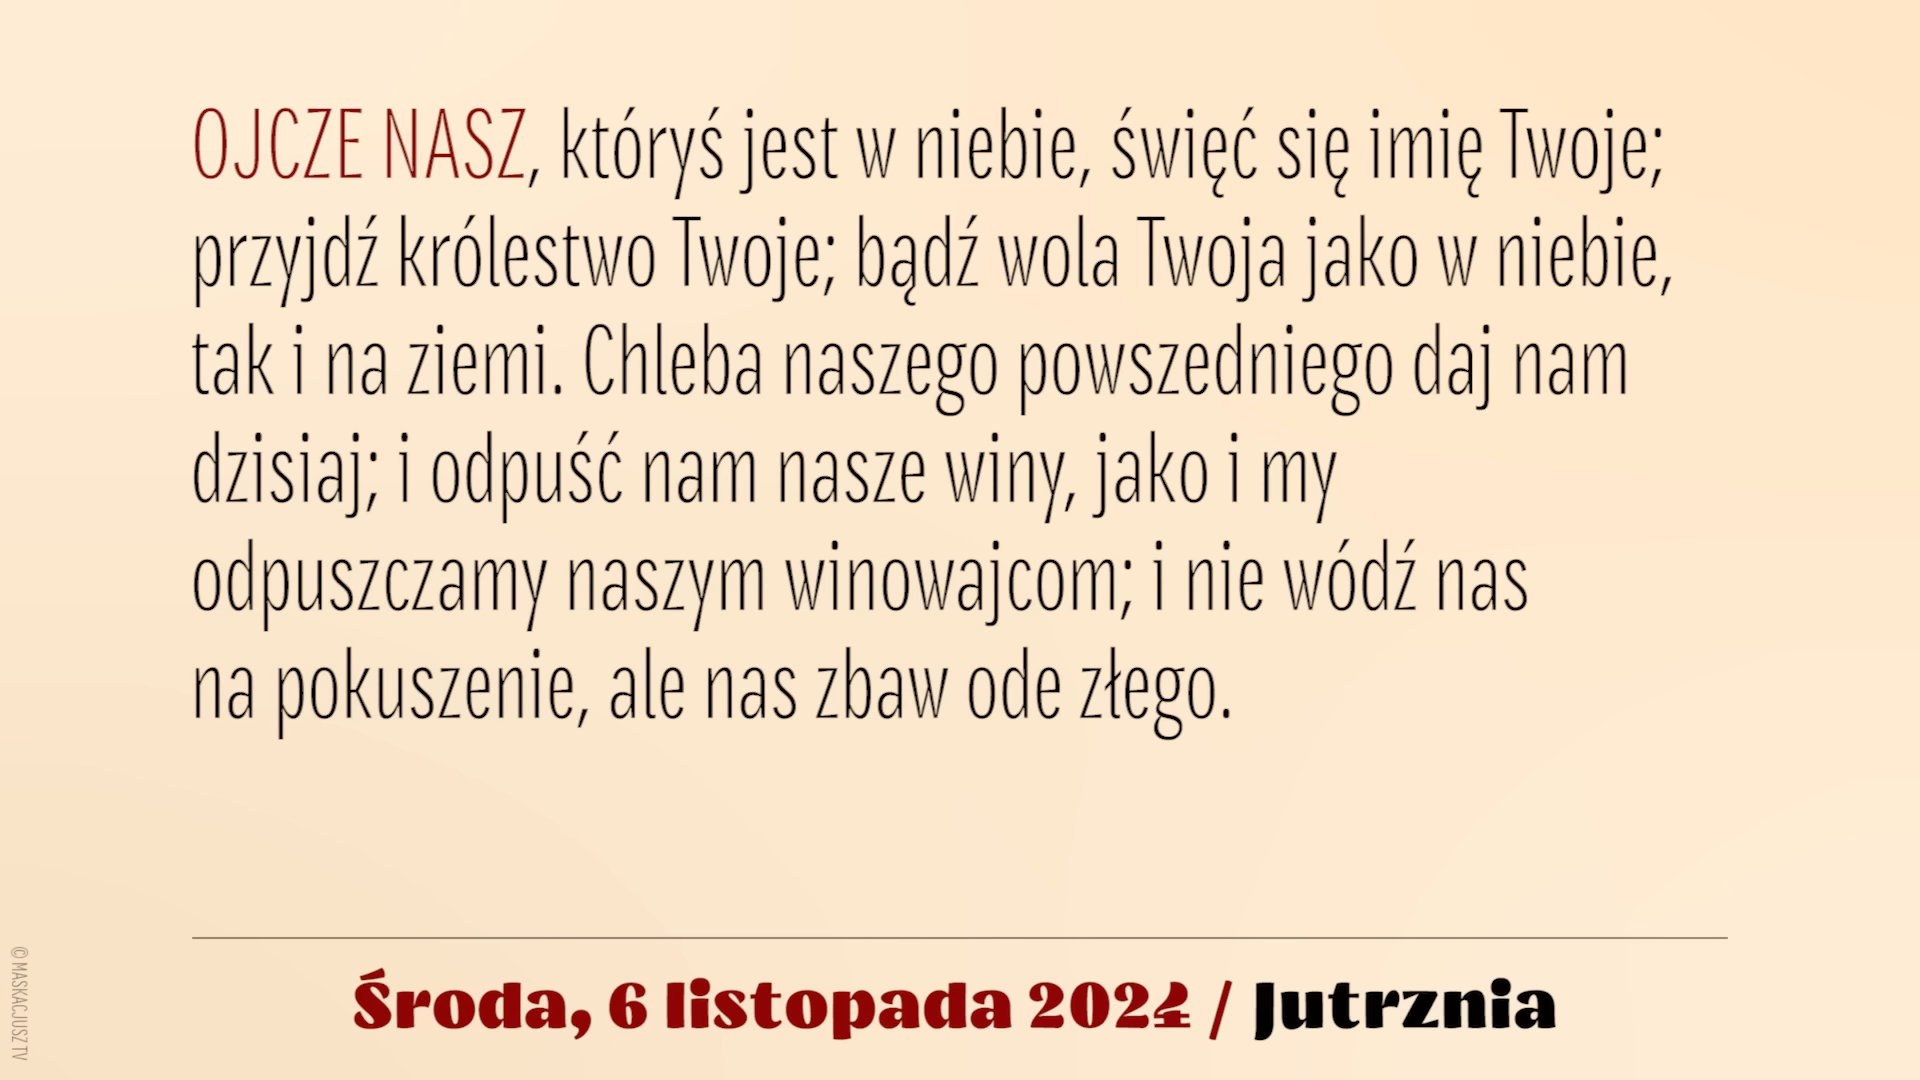 OJCZE NASZ, któryś jest w niebie, święć się imię Twoje;
przyjdź królestwo Twoje; bądź wola Twoja jako w niebie,
tak i na ziemi. Chleba naszego powszedniego daj nam
dzisiaj; i odpuść nam nasze winy, jako i my
odpuszczamy naszym winowajcom; i nie wódź nas
na pokuszenie, ale nas zbaw ode złego.
Środa, 6 listopada 2024 / Jutrznia
© MASKACJUSZ TV